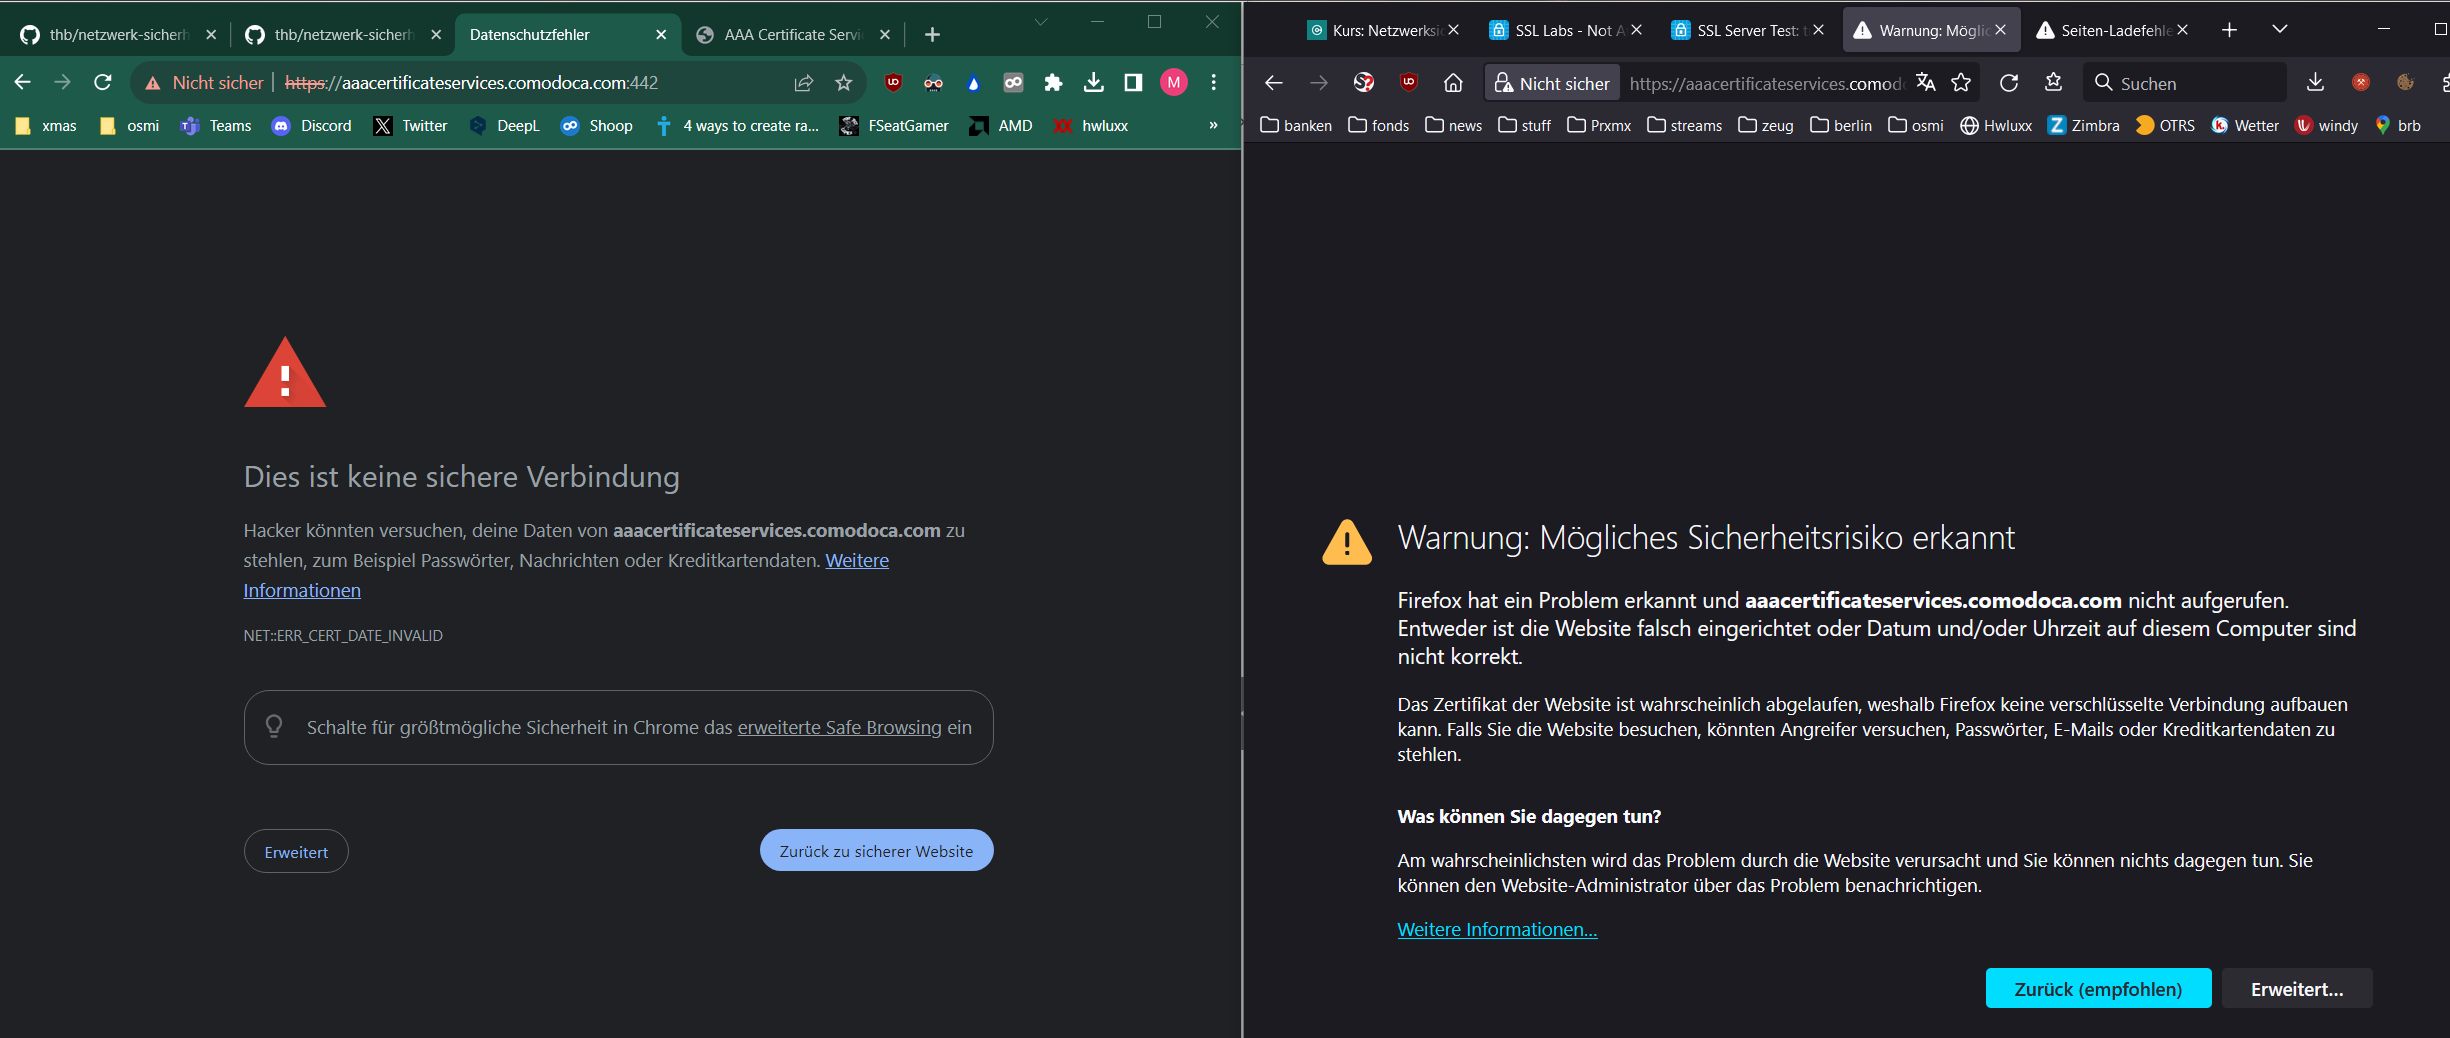 thb/netzwerk-sicherh
thb/netzwerk-sicherh
Datenschutzfehler
AAA Certificate Servi
Nicht sicher
https://aaacertificateservices.comodoca.com:442
M
xmas
osmi
Teams
Discord
Twitter
DeepL
Shoop
4 ways to create ra...
FSeatGamer
AMD
hwluxx
»
Dies ist keine sichere Verbindung
Hacker könnten versuchen, deine Daten von aaacertificateservices.comodoca.com zu
stehlen, zum Beispiel Passwörter, Nachrichten oder Kreditkartendaten. Weitere
Informationen
NET::ERR_CERT_DATE_INVALID
Schalte für größtmögliche Sicherheit in Chrome das erweiterte Safe Browsing ein
Erweitert
Zurück zu sicherer Website
Kurs: Netzwerksi
SSL Labs - Not A
SSL Server Test: t
Warnung: Möglic
Seiten-Ladefehle
Nicht sicher
https://aaacertificateservices.comod
Suchen
banken
fonds
news
stuff
Prxmx
streams
zeug
berlin
osmi
Hwluxx
Zimbra
OTRS
Wetter
windy
brb
Warnung: Mögliches Sicherheitsrisiko erkannt
Firefox hat ein Problem erkannt und aaacertificateservices.comodoca.com nicht aufgerufen.
Entweder ist die Website falsch eingerichtet oder Datum und/oder Uhrzeit auf diesem Computer sind
nicht korrekt.
Das Zertifikat der Website ist wahrscheinlich abgelaufen, weshalb Firefox keine verschlüsselte Verbindung aufbauen
kann. Falls Sie die Website besuchen, könnten Angreifer versuchen, Passwörter, E-Mails oder Kreditkartendaten zu
stehlen.
Was können Sie dagegen tun?
Am wahrscheinlichsten wird das Problem durch die Website verursacht und Sie können nichts dagegen tun. Sie
können den Website-Administrator über das Problem benachrichtigen.
Weitere Informationen...
Zurück (empfohlen)
Erweitert...